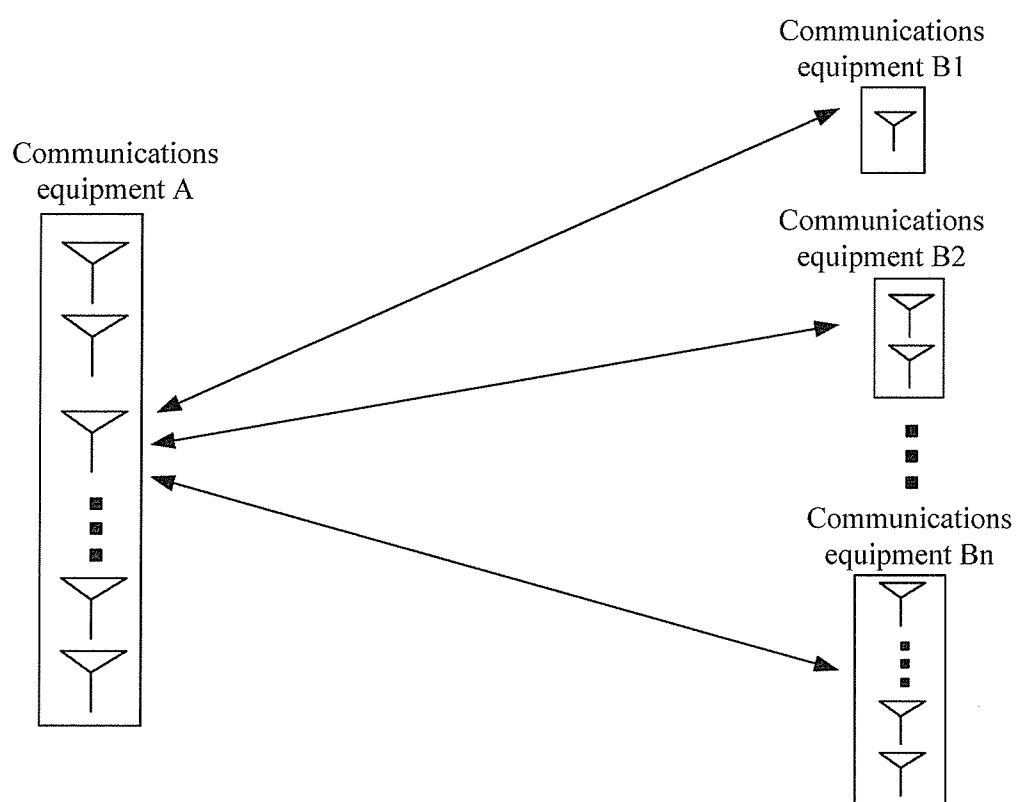 Communications
equipment B1
Communications
equipment A
Communications
equipment B2
Communications
equipment Bn